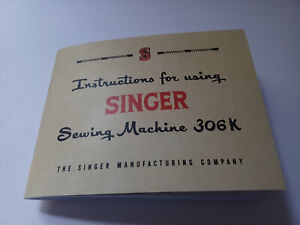 S
Instructions for using
SINGER
Sewing Machine 306K
THE SINGER MANUFACTURING COMPANY